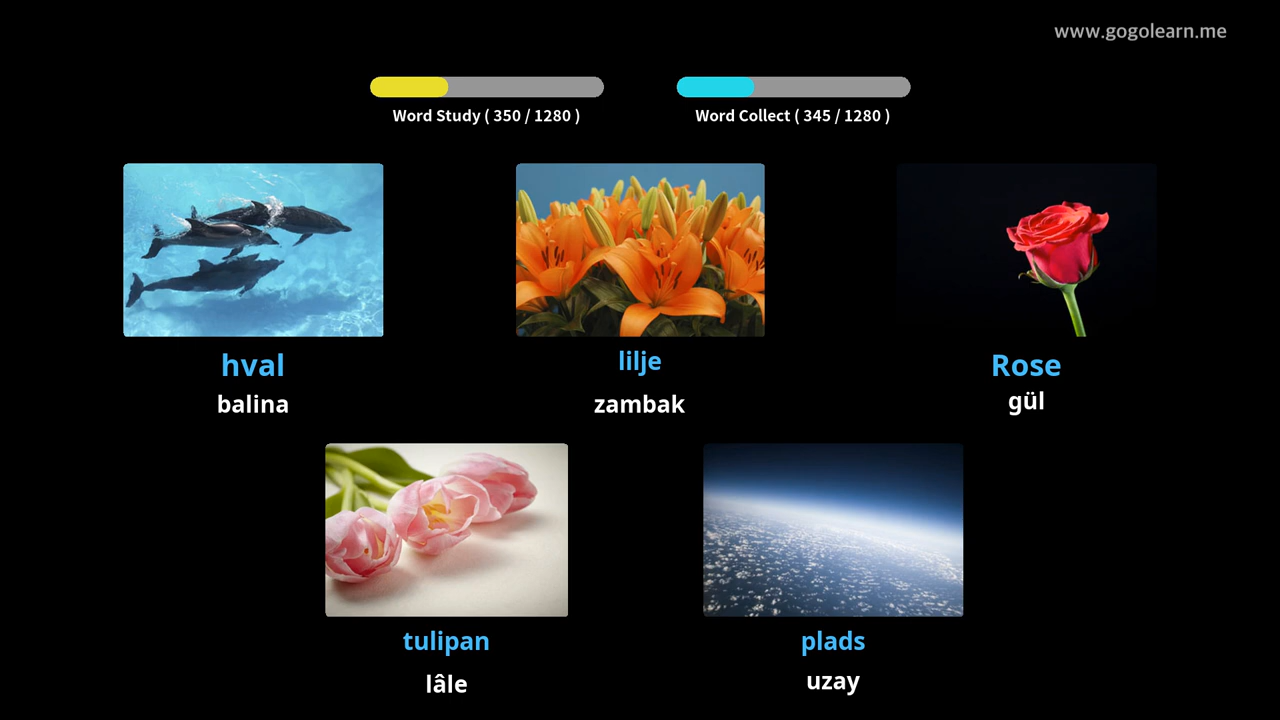 www.gogolearn.me
Word Study ( 350 / 1280 )
Word Collect ( 345 / 1280 )
hval
balina
lilje
zambak
Rose
gül
tulipan
lâle
plads
uzay